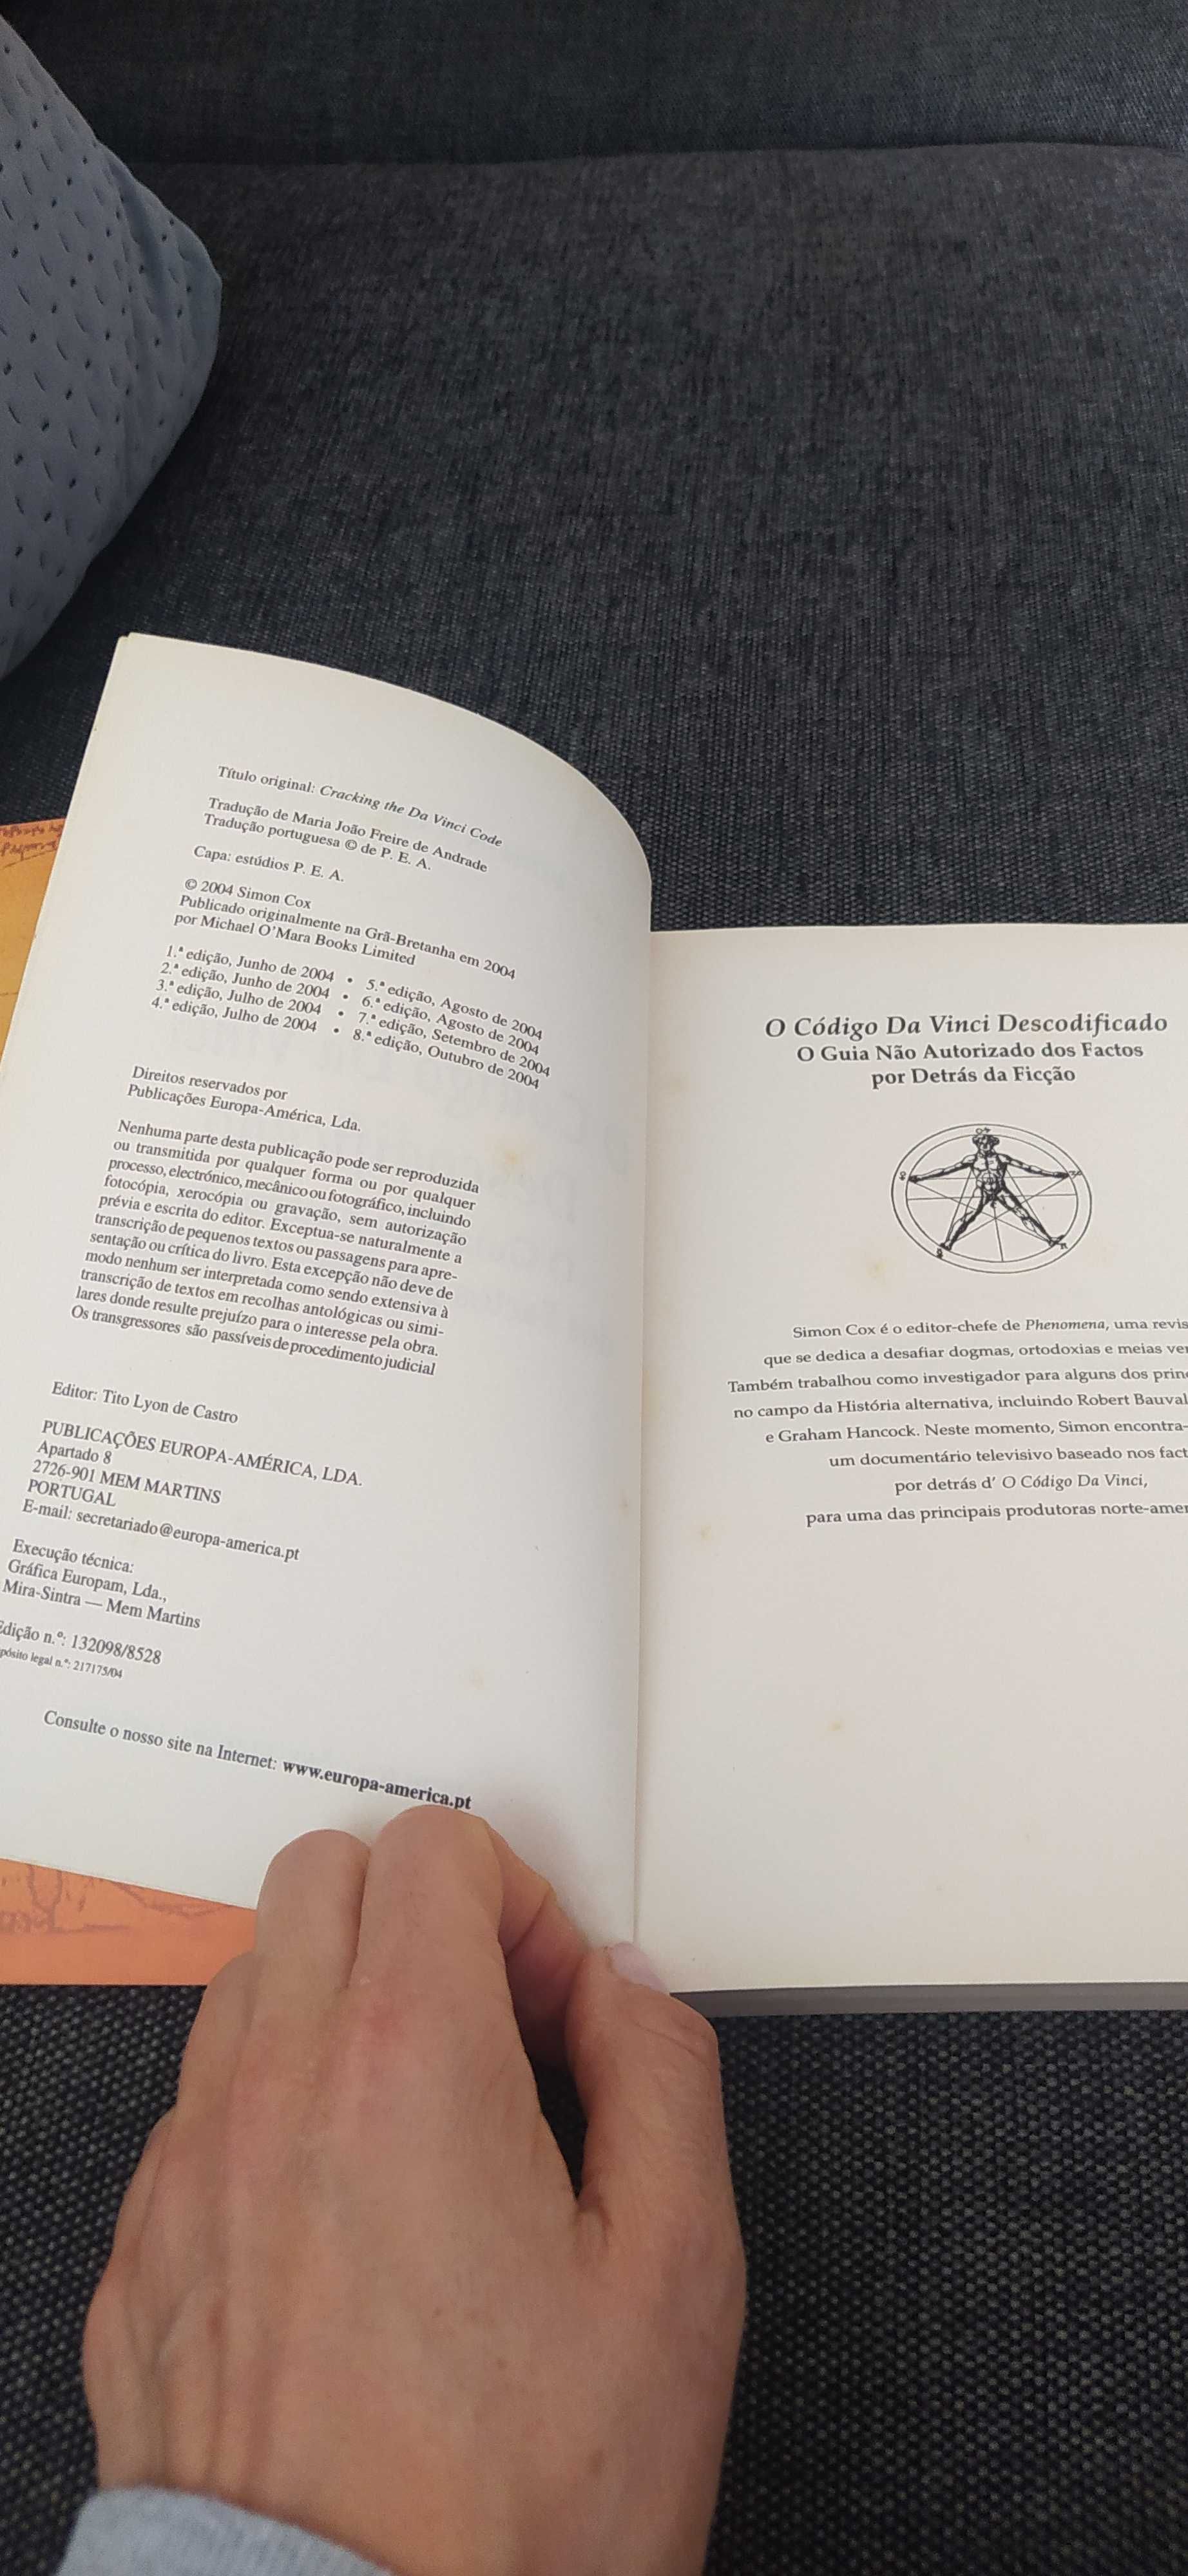 Título original: Cracking the Da Vinci Code
Tradução de Maria João Freire de Andrade
Tradução portuguesa © de P. E. A.
Capa: estúdios P. E. A.
© 2004 Simon Cox
Publicado originalmente na Grã-Bretanha em 2004
por Michael O'Mara Books Limited
1.ª edição, Junho de 2004 • 5.ª edição, Agosto de 2004
2.ª edição, Junho de 2004 • 6.ª edição, Agosto de 2004
3.ª edição, Julho de 2004 • 7.ª edição, Setembro de 2004
4.ª edição, Julho de 2004 • 8.ª edição, Outubro de 2004
Direitos reservados por
Publicações Europa-América, Lda.
Nenhuma parte desta publicação pode ser reproduzida
ou transmitida por qualquer forma ou por qualquer
processo, electrónico, mecânico ou fotográfico, incluindo
fotocópia, xerocópia ou gravação, sem autorização
prévia e escrita do editor. Exceptua-se naturalmente a
transcrição de pequenos textos ou passagens para apre-
sentação ou crítica do livro. Esta excepção não deve de
modo nenhum ser interpretada como sendo extensiva à
transcrição de textos em recolhas antológicas ou simi-
lares donde resulte prejuízo para o interesse pela obra.
Os transgressores são passíveis de procedimento judicial
Editor: Tito Lyon de Castro
PUBLICAÇÕES EUROPA-AMÉRICA, LDA.
Apartado 8
2726-901 MEM MARTINS
PORTUGAL
E-mail: secretariado@europa-america.pt
Execução técnica:
Gráfica Europam, Lda.,
Mira-Sintra — Mem Martins
Edição n.º: 132098/8528
pósito legal n.º: 217175/04
Consulte o nosso site na Internet: www.europa-america.pt
O Código Da Vinci Descodificado
O Guia Não Autorizado dos Factos
por Detrás da Ficção
Simon Cox é o editor-chefe de Phenomena, uma revis
que se dedica a desafiar dogmas, ortodoxias e meias ver
Também trabalhou como investigador para alguns dos princ
no campo da História alternativa, incluindo Robert Bauval
e Graham Hancock. Neste momento, Simon encontra-
um documentário televisivo baseado nos fact
por detrás d' O Código Da Vinci,
para uma das principais produtoras norte-amer